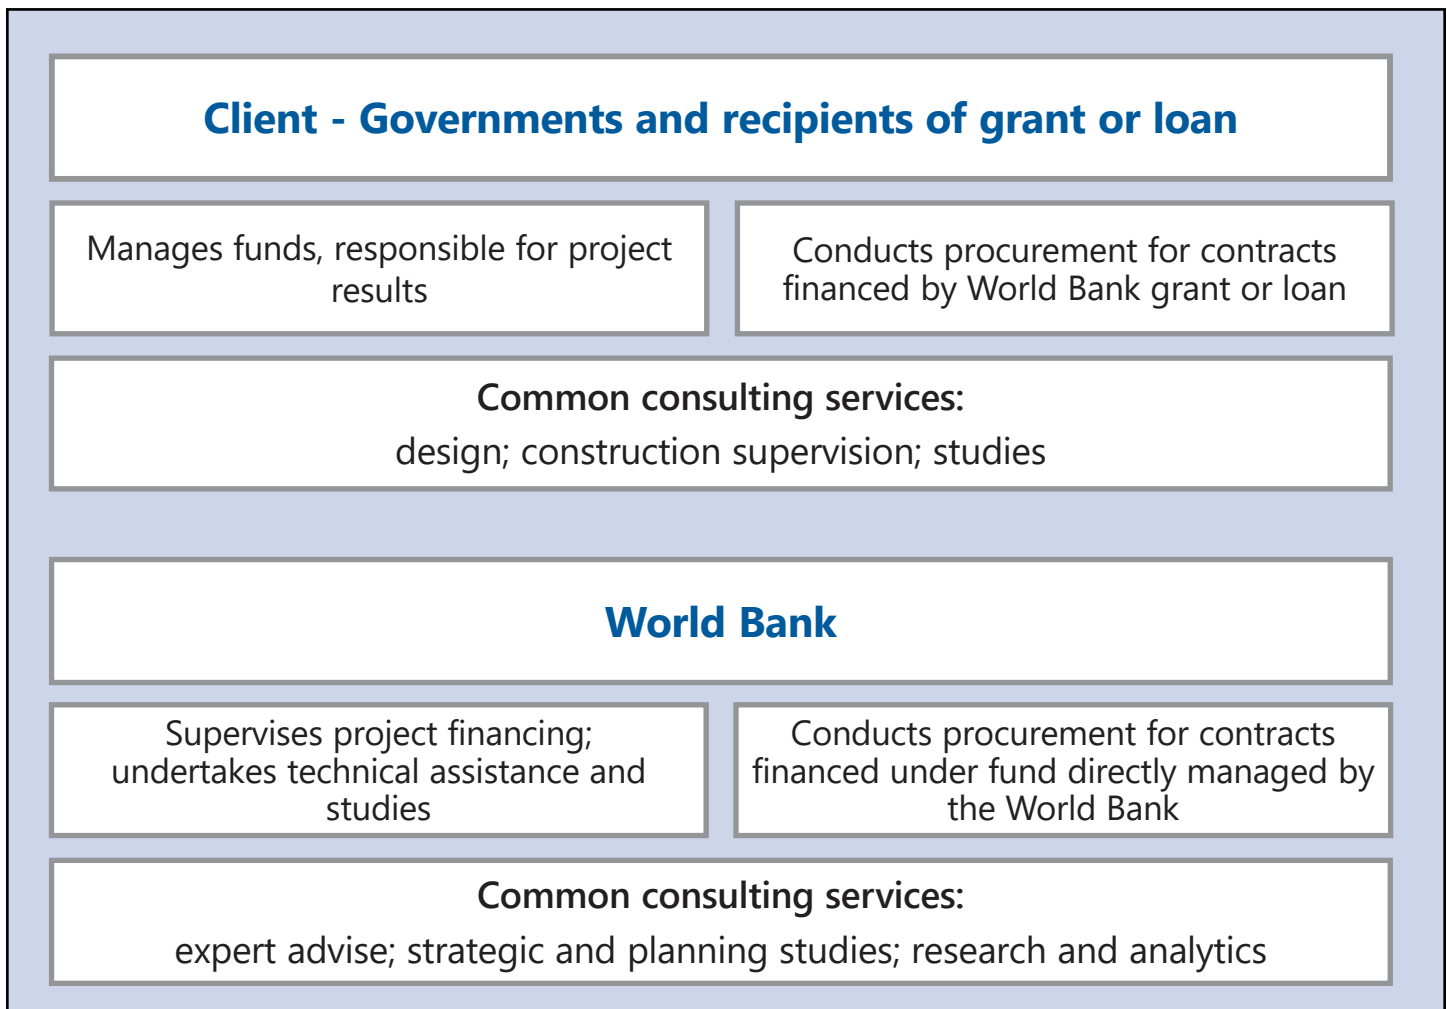 Client - Governments and recipients of grant or loan
Manages funds, responsible for project
results
Conducts procurement for contracts
financed by World Bank grant or loan
Common consulting services:
design; construction supervision; studies
World Bank
Supervises project financing;
undertakes technical assistance and
studies
Conducts procurement for contracts
financed under fund directly managed by
the World Bank
Common consulting services:
expert advise; strategic and planning studies; research and analytics